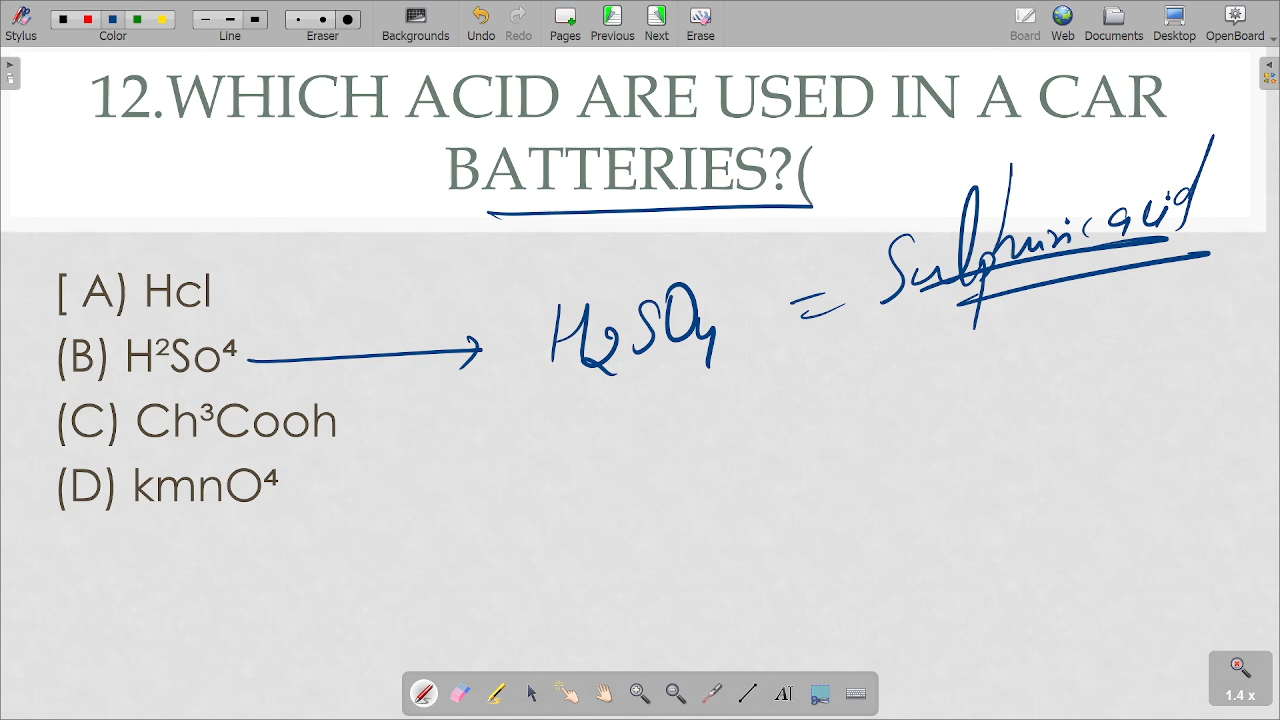 Stylus Color Line Eraser Backgrounds Undo Redo Pages Previous Next Erase Board Web Documents Desktop OpenBoard
12.WHICH ACID ARE USED IN A CAR
BATTERIES?(
Sulphuric acid
[ A) Hcl
(B) H²So⁴
H₂SO₄ =
(C) Ch³Cooh
(D) kmnO⁴
1.4 x